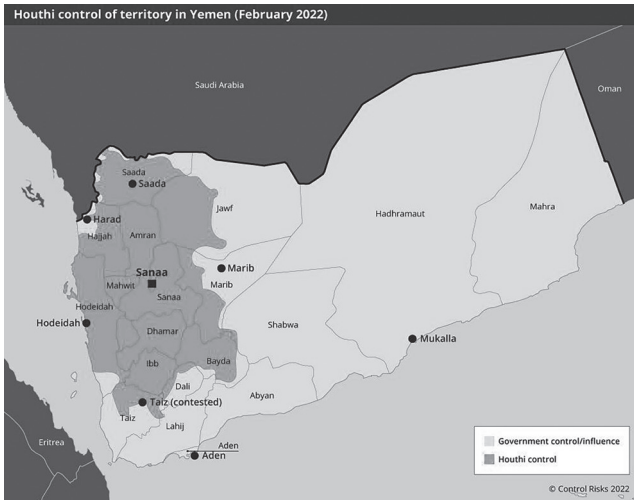 Houthi control of territory in Yemen (February 2022)
Saudi Arabia
Oman
Saada
Saada
Jawf
Mahra
Hadhramaut
Harad
Hajjah
Amran
Sanaa
Marib
Mahwit
Sanaa
Marib
Hodeidah
Hodeidah
Shabwa
Dhamar
Mukalla
Ibb
Bayda
Dali
Abyan
Taiz (contested)
Taiz
Lahij
Eritrea
Aden
Aden
Government control/influence
Houthi control
© Control Risks 2022